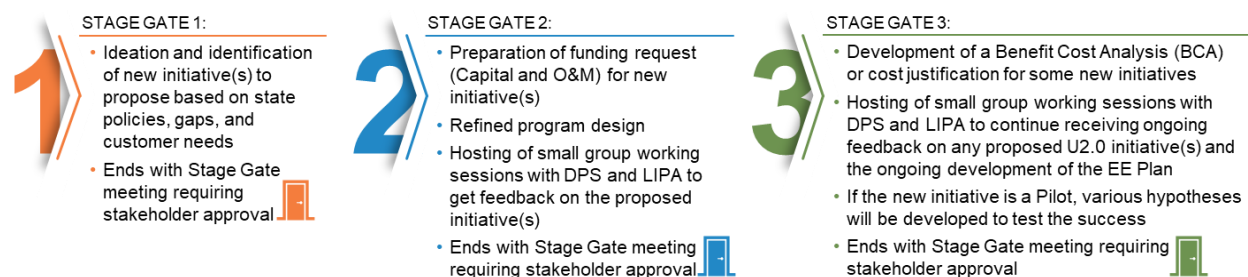 1
STAGE GATE 1:
• Ideation and identification
of new initiative(s) to
propose based on state
policies, gaps, and
customer needs
• Ends with Stage Gate
meeting requiring
stakeholder approval
2
STAGE GATE 2:
• Preparation of funding request
(Capital and O&M) for new
initiative(s)
• Refined program design
• Hosting of small group working
sessions with DPS and LIPA to
get feedback on the proposed
initiative(s)
• Ends with Stage Gate meeting
requiring stakeholder approval
3
STAGE GATE 3:
• Development of a Benefit Cost Analysis (BCA)
or cost justification for some new initiatives
• Hosting of small group working sessions with
DPS and LIPA to continue receiving ongoing
feedback on any proposed U2.0 initiative(s) and
the ongoing development of the EE Plan
• If the new initiative is a Pilot, various hypotheses
will be developed to test the success
• Ends with Stage Gate meeting requiring
stakeholder approval